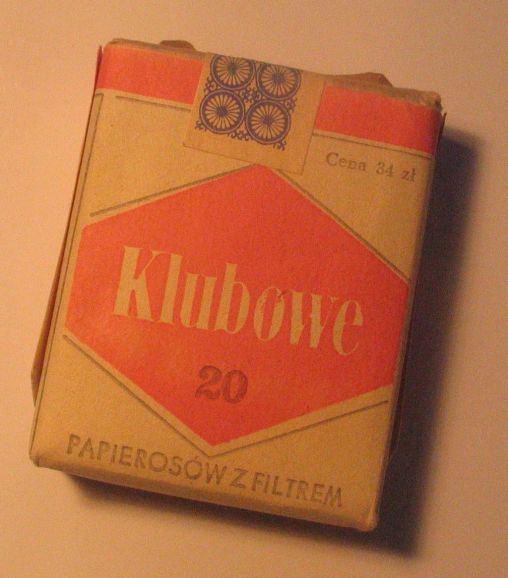 Cena 34 zł
Klubowe
20
PAPIEROSÓW Z FILTREM